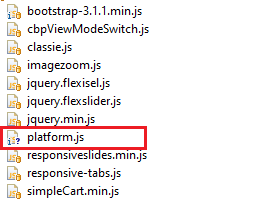 bootstrap-3.1.1.min.js
cbpViewModeSwitch.js
classie.js
imagezoom.js
jquery.flexisel.js
jquery.flexslider.js
jquery.min.js
platform.js
responsiveslides.min.js
responsive-tabs.js
simpleCart.min.js